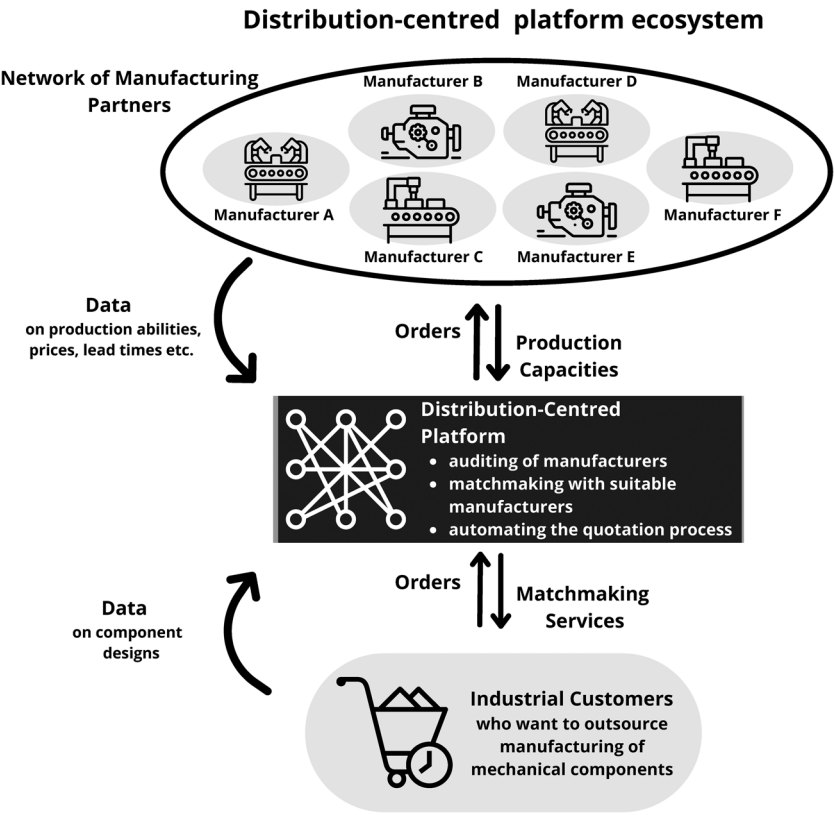 Distribution-centred platform ecosystem
Network of Manufacturing
Partners
Manufacturer B
Manufacturer D
Manufacturer A
Manufacturer F
Manufacturer C
Manufacturer E
Data
on production abilities,
prices, lead times etc.
Orders
Production
Capacities
Distribution-Centred
Platform
• auditing of manufacturers
• matchmaking with suitable
manufacturers
• automating the quotation process
Orders
Matchmaking
Services
Data
on component
designs
Industrial Customers
who want to outsource
manufacturing of
mechanical components